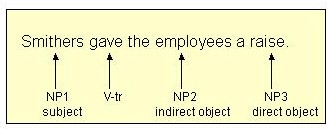 Smithers gave the employees a raise.
NP1 V-tr NP2 NP3
subject indirect object direct object